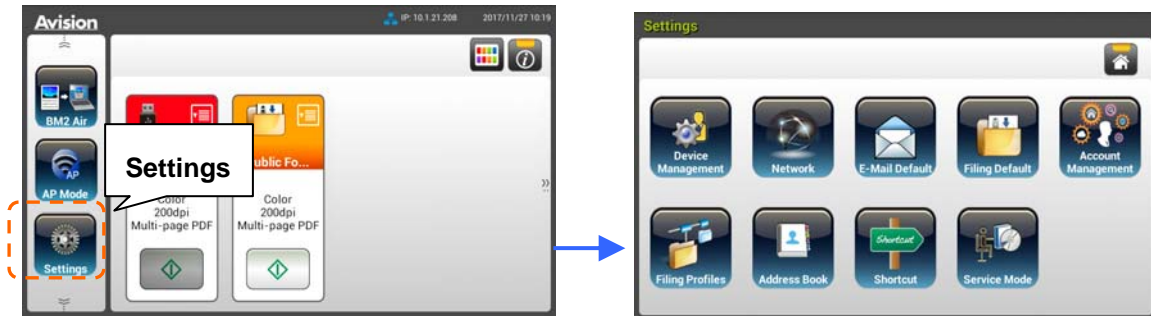 Avision
IP: 10.1.21.208 2017/11/27 10:19
BM2 Air
AP
AP Mode
Settings
Settings
ublic Fo...
Color
200dpi
Multi-page PDF
Color
200dpi
Multi-page PDF
Settings
Device
Management
Network
E-Mail Default
Filing Default
Account
Management
Filing Profiles
Address Book
Shortcut
Shortcut
Service Mode